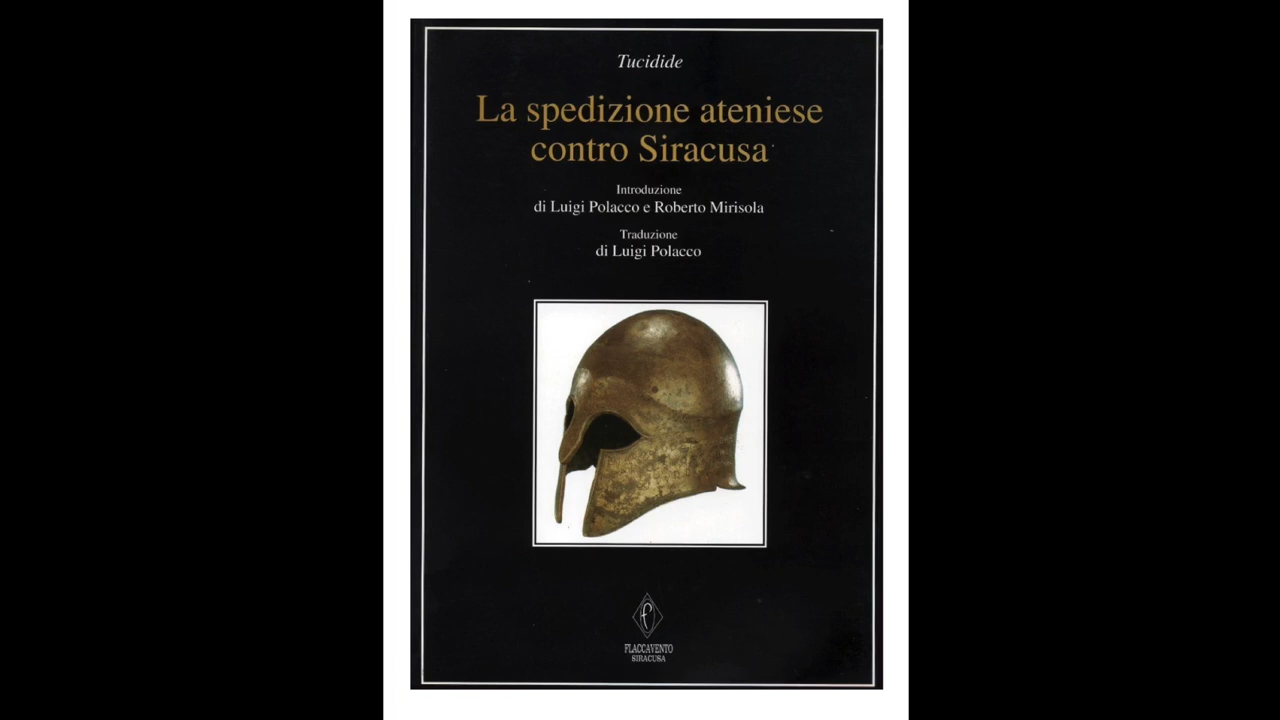 Tucidide
La spedizione ateniese
contro Siracusa
Introduzione
di Luigi Polacco e Roberto Mirisola
Traduzione
di Luigi Polacco
FLACCAVENTO
SIRACUSA